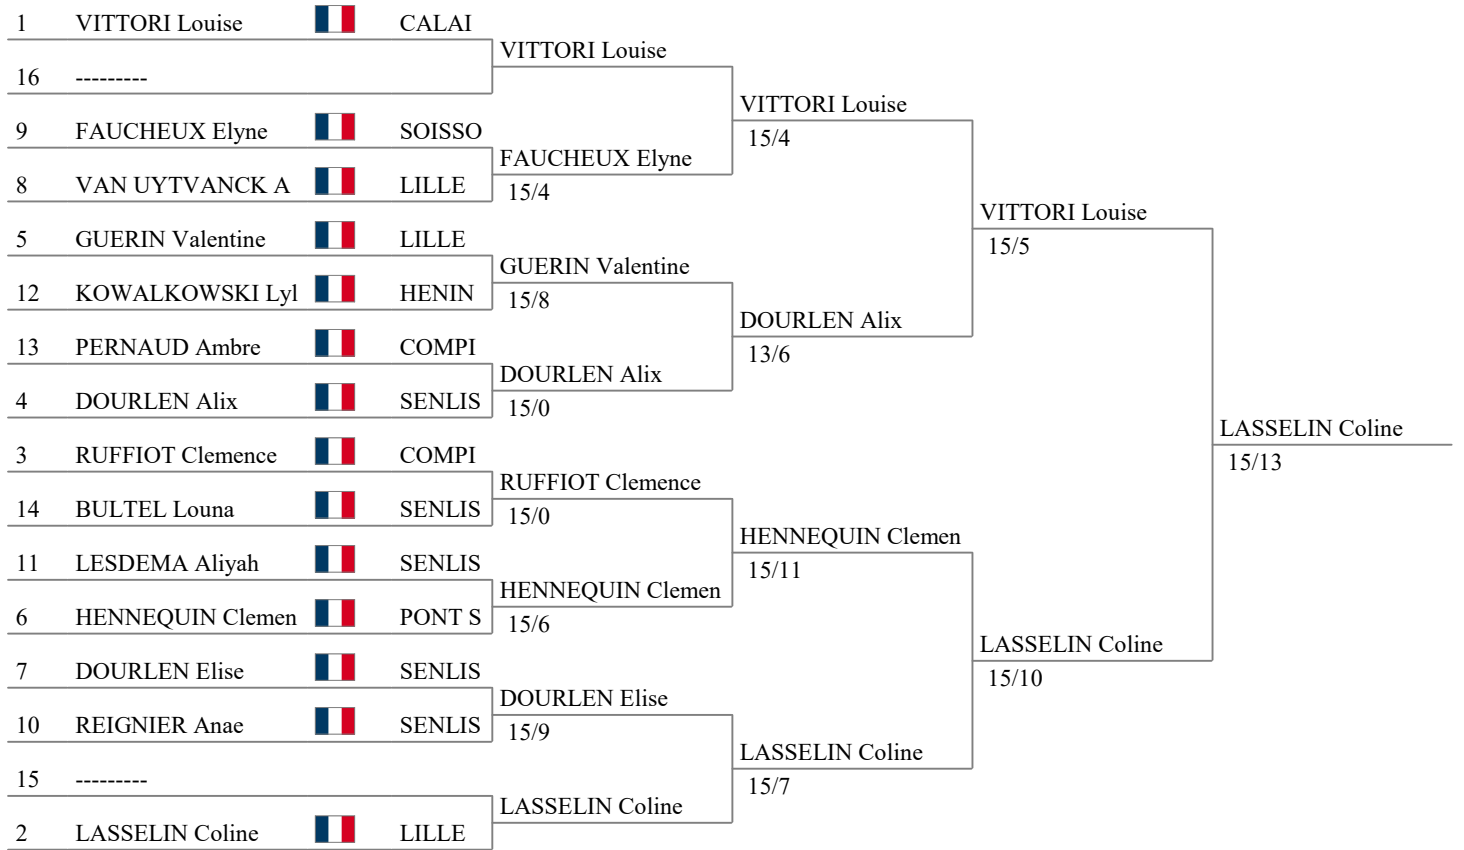 1 VITTORI Louise CALAI
VITTORI Louise
16 ---------
VITTORI Louise
15/4
9 FAUCHEUX Elyne SOISSO
FAUCHEUX Elyne
15/4
8 VAN UYTVANCK A LILLE
VITTORI Louise
15/5
5 GUERIN Valentine LILLE
GUERIN Valentine
15/8
12 KOWALKOWSKI Lyl HENIN
DOURLEN Alix
13/6
13 PERNAUD Ambre COMPI
DOURLEN Alix
15/0
4 DOURLEN Alix SENLIS
LASSELIN Coline
15/13
3 RUFFIOT Clemence COMPI
RUFFIOT Clemence
15/0
14 BULTEL Louna SENLIS
HENNEQUIN Clemen
15/11
11 LESDEMA Aliyah SENLIS
HENNEQUIN Clemen
15/6
6 HENNEQUIN Clemen PONT S
LASSELIN Coline
15/10
7 DOURLEN Elise SENLIS
DOURLEN Elise
15/9
10 REIGNIER Anae SENLIS
LASSELIN Coline
15/7
15 ---------
LASSELIN Coline
2 LASSELIN Coline LILLE